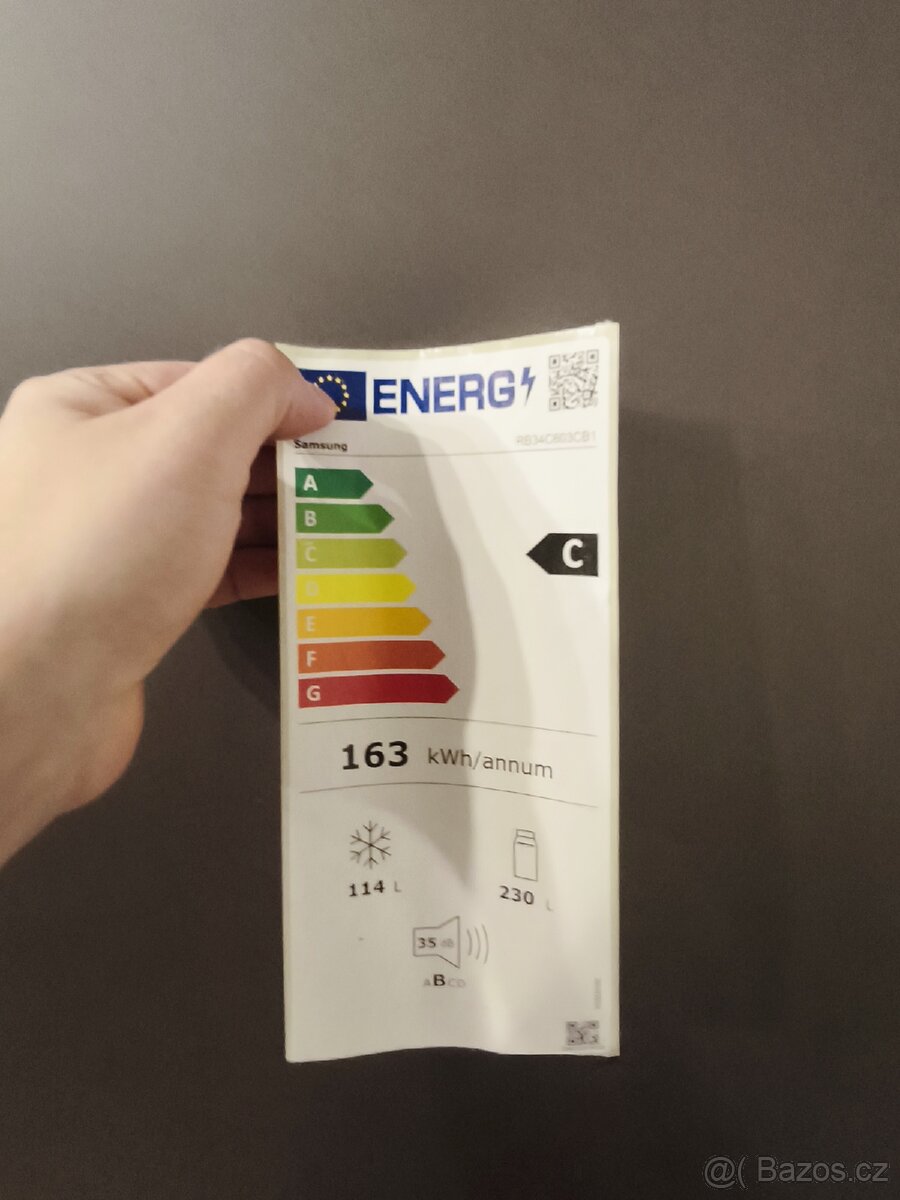 ENERG
Samsung RB34C603CB1
A
B
C
C
D
E
F
G
163 kWh/annum
114 L
230 L
35 dB
ABCD
@( Bazos.cz